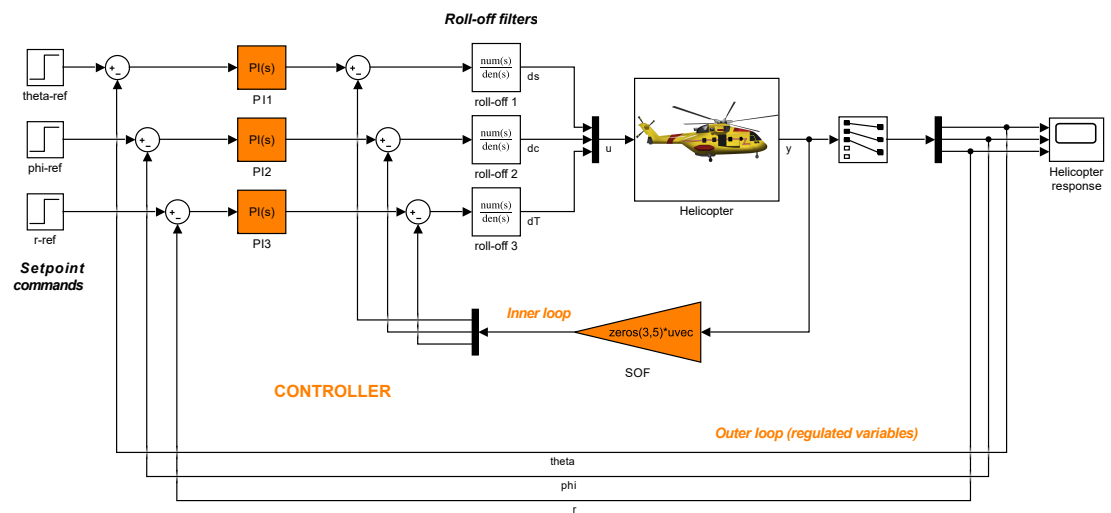 Roll-off filters
theta-ref
+
−
PI(s)
PI1
+
−
num(s)
den(s)
roll-off 1
ds
phi-ref
+
−
PI(s)
PI2
+
−
num(s)
den(s)
roll-off 2
dc
u
Helicopter
y
Helicopter
response
r-ref
+
−
PI(s)
PI3
+
−
num(s)
den(s)
roll-off 3
dT
Setpoint
commands
Inner loop
zeros(3,5)*uvec
SOF
CONTROLLER
Outer loop (regulated variables)
theta
phi
r